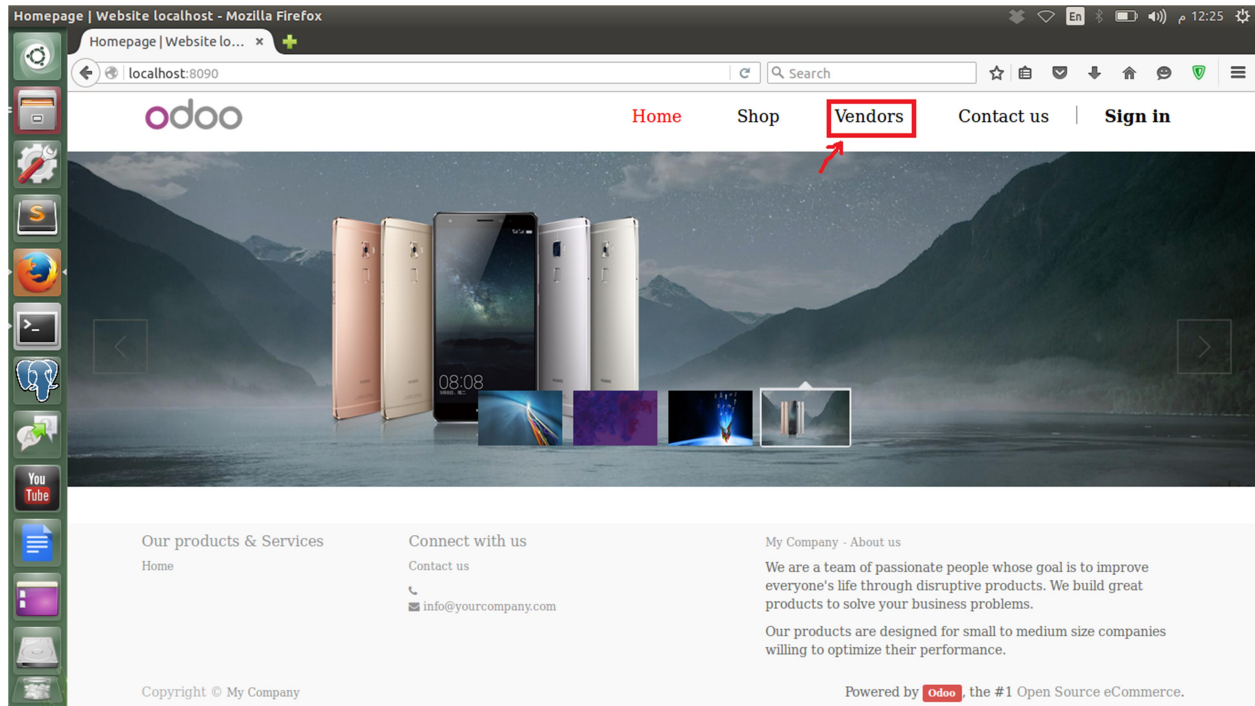 Homepage | Website localhost - Mozilla Firefox
En
م 12:25
Homepage | Website lo... ×
localhost:8090
Search
odoo
Home Shop Vendors Contact us Sign in
08:08
S
>_
You
Tube
Our products & Services
Home
Connect with us
Contact us
info@yourcompany.com
My Company - About us
We are a team of passionate people whose goal is to improve
everyone's life through disruptive products. We build great
products to solve your business problems.
Our products are designed for small to medium size companies
willing to optimize their performance.
Copyright © My Company
Powered by Odoo, the #1 Open Source eCommerce.